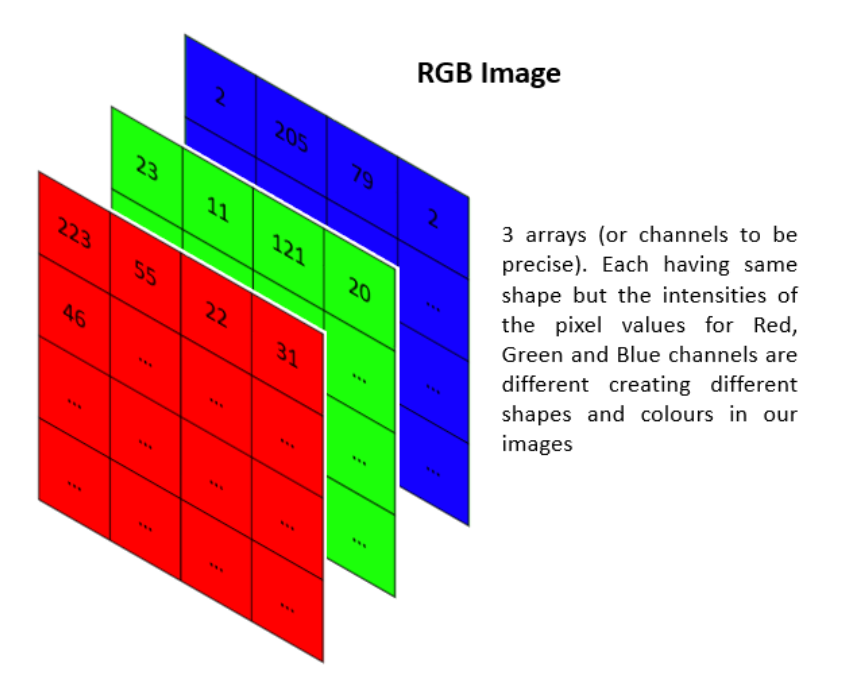 RGB Image
2 205 79 2
...
...
...
23 11 121 20
...
...
...
223 55 22 31
46 ... ... ...
... ... ... ...
... ... ... ...
3 arrays (or channels to be
precise). Each having same
shape but the intensities of
the pixel values for Red,
Green and Blue channels are
different creating different
shapes and colours in our
images